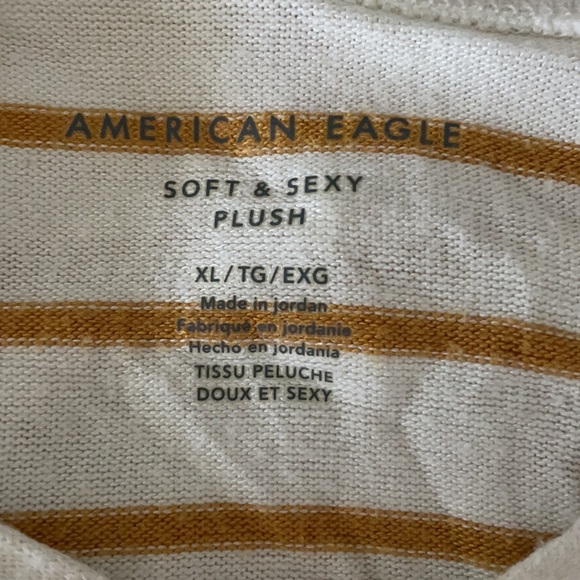 AMERICAN EAGLE
SOFT & SEXY
PLUSH
XL/TG/EXG
Made in jordan
Fabriqué en jordanie
Hecho en jordania
TISSU PELUCHE
DOUX ET SEXY